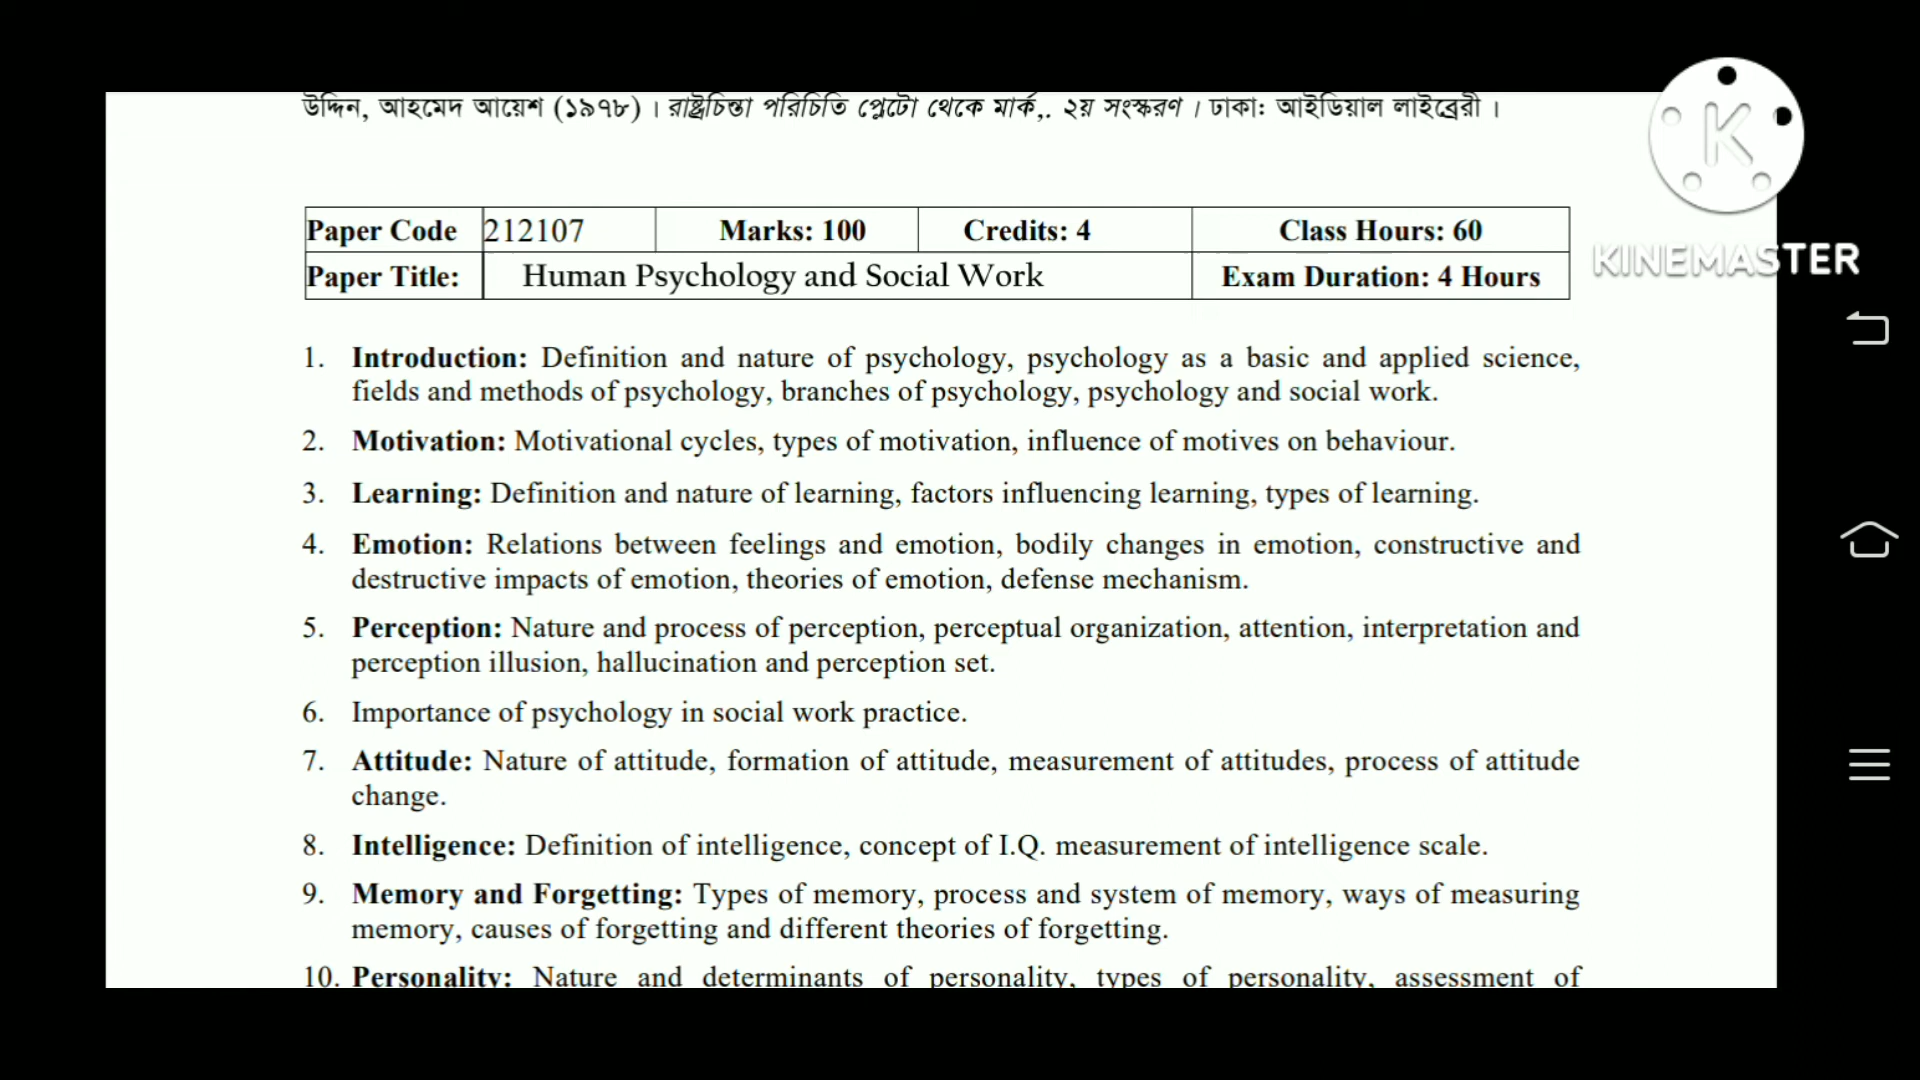 উদ্দিন, আহমেদ আয়েশ (১৯৭৮) । রাষ্ট্রচিন্তা পরিচিতি প্লেটো থেকে মার্ক,. ২য় সংস্করণ । ঢাকা: আইডিয়াল লাইব্রেরী ।
Paper Code 212107 Marks: 100 Credits: 4 Class Hours: 60
Paper Title: Human Psychology and Social Work Exam Duration: 4 Hours
KINEMASTER
1. Introduction: Definition and nature of psychology, psychology as a basic and applied science,
fields and methods of psychology, branches of psychology, psychology and social work.
2. Motivation: Motivational cycles, types of motivation, influence of motives on behaviour.
3. Learning: Definition and nature of learning, factors influencing learning, types of learning.
4. Emotion: Relations between feelings and emotion, bodily changes in emotion, constructive and
destructive impacts of emotion, theories of emotion, defense mechanism.
5. Perception: Nature and process of perception, perceptual organization, attention, interpretation and
perception illusion, hallucination and perception set.
6. Importance of psychology in social work practice.
7. Attitude: Nature of attitude, formation of attitude, measurement of attitudes, process of attitude
change.
8. Intelligence: Definition of intelligence, concept of I.Q. measurement of intelligence scale.
9. Memory and Forgetting: Types of memory, process and system of memory, ways of measuring
memory, causes of forgetting and different theories of forgetting.
10. Personality: Nature and determinants of personality, types of personality, assessment of